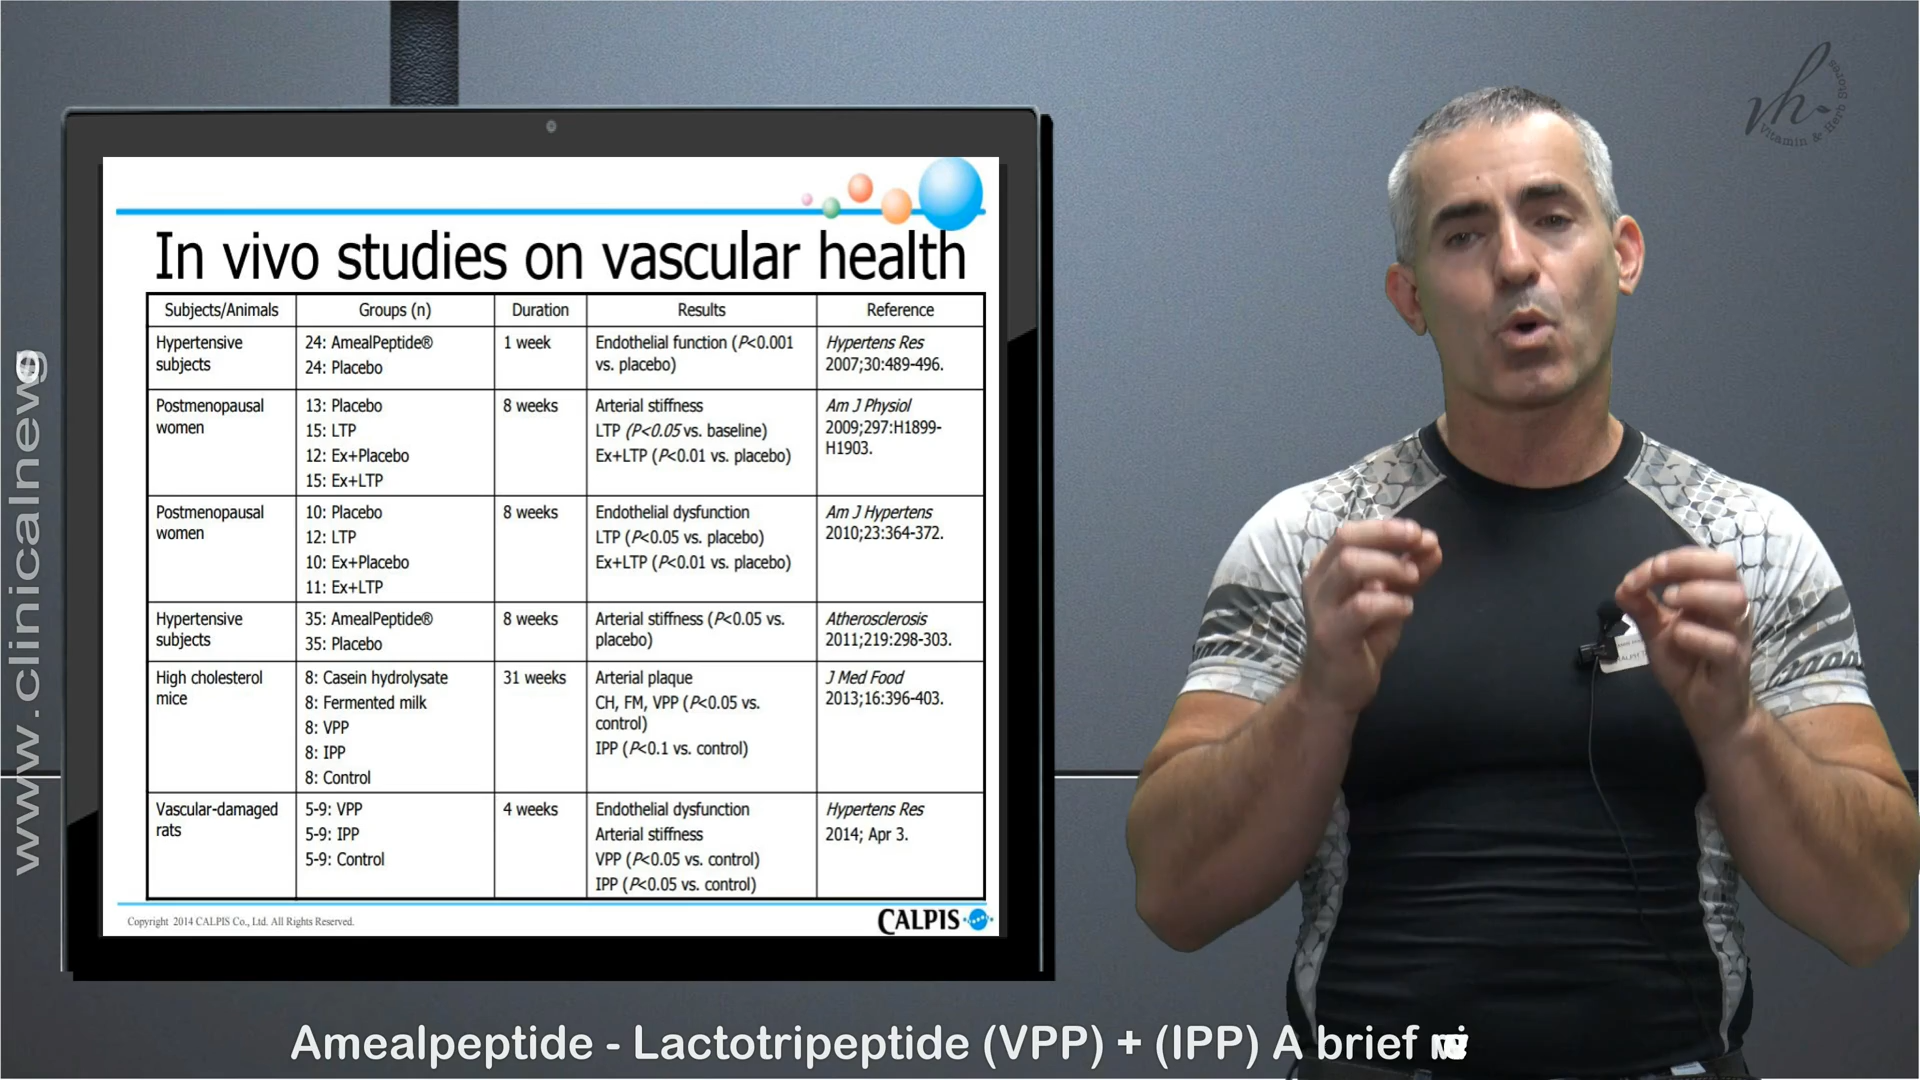 vh
Vitamin & Herb Stores
In vivo studies on vascular health
Subjects/Animals Groups (n) Duration Results Reference
Hypertensive
subjects
24: AmealPeptide®
24: Placebo
1 week
Endothelial function (P<0.001
vs. placebo)
Hypertens Res
2007;30:489-496.
Postmenopausal
women
13: Placebo
15: LTP
12: Ex+Placebo
15: Ex+LTP
8 weeks
Arterial stiffness
LTP (P<0.05 vs. baseline)
Ex+LTP (P<0.01 vs. placebo)
Am J Physiol
2009;297:H1899-
H1903.
Postmenopausal
women
10: Placebo
12: LTP
10: Ex+Placebo
11: Ex+LTP
8 weeks
Endothelial dysfunction
LTP (P<0.05 vs. placebo)
Ex+LTP (P<0.01 vs. placebo)
Am J Hypertens
2010;23:364-372.
Hypertensive
subjects
35: AmealPeptide®
35: Placebo
8 weeks
Arterial stiffness (P<0.05 vs.
placebo)
Atherosclerosis
2011;219:298-303.
High cholesterol
mice
8: Casein hydrolysate
8: Fermented milk
8: VPP
8: IPP
8: Control
31 weeks
Arterial plaque
CH, FM, VPP (P<0.05 vs.
control)
IPP (P<0.1 vs. control)
J Med Food
2013;16:396-403.
Vascular-damaged
rats
5-9: VPP
5-9: IPP
5-9: Control
4 weeks
Endothelial dysfunction
Arterial stiffness
VPP (P<0.05 vs. control)
IPP (P<0.05 vs. control)
Hypertens Res
2014; Apr 3.
Copyright 2014 CALPIS Co., Ltd. All Rights Reserved.
CALPIS
www.clinicalnew
Amealpeptide - Lactotripeptide (VPP) + (IPP) A brief